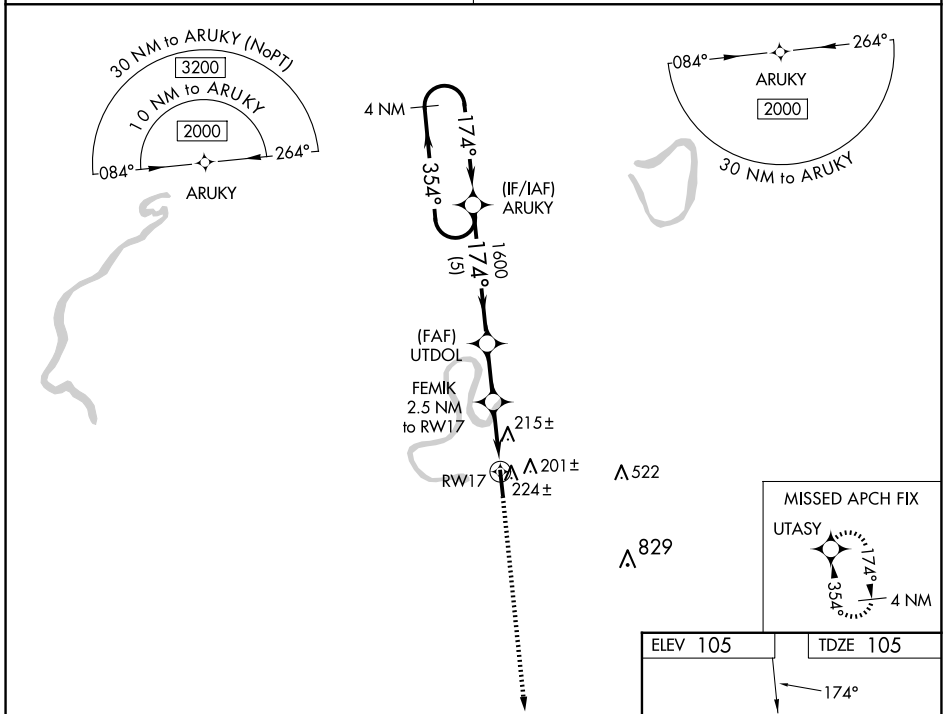 30 NM to ARUKY (NoPT)
3200
10 NM to ARUKY
2000
084°
264°
ARUKY
4 NM
174°
354°
(IF/IAF)
ARUKY
174°
1600
(5)
(FAF)
UTDOL
FEMIK
2.5 NM
to RW17
215±
201±
RW17
224±
522
829
084°
264°
ARUKY
2000
30 NM to ARUKY
MISSED APCH FIX
UTASY
174°
354°
4 NM
ELEV 105
TDZE 105
174°